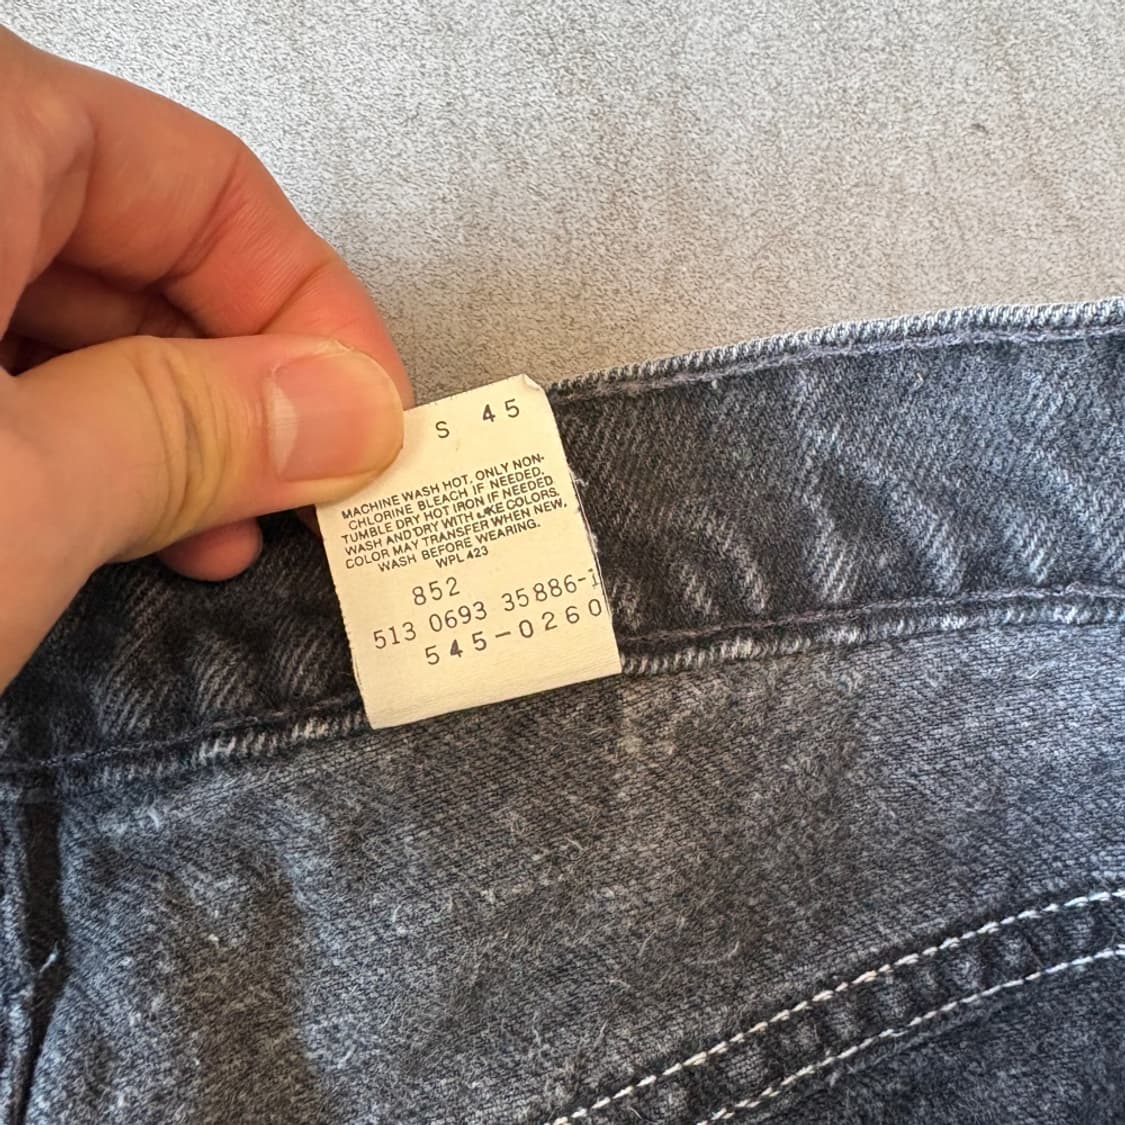 S 45
MACHINE WASH HOT, ONLY NON-
CHLORINE BLEACH IF NEEDED.
TUMBLE DRY HOT IRON IF NEEDED
WASH AND DRY WITH LIKE COLORS.
COLOR MAY TRANSFER WHEN NEW,
WASH BEFORE WEARING.
WPL 423
852
513 0693 35886-1
545-0260